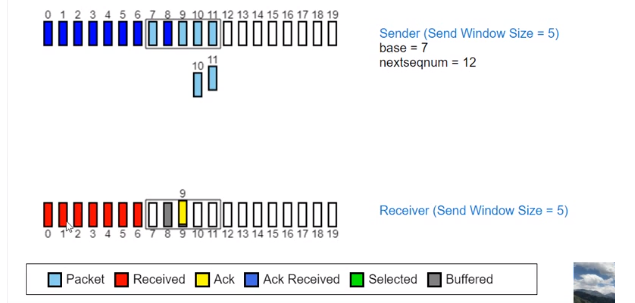 0 1 2 3 4 5 6 7 8 9 10 11 12 13 14 15 16 17 18 19
Sender (Send Window Size = 5)
base = 7
nextseqnum = 12
10 11
9
Receiver (Send Window Size = 5)
0 1 2 3 4 5 6 7 8 9 10 11 12 13 14 15 16 17 18 19
Packet Received Ack Ack Received Selected Buffered